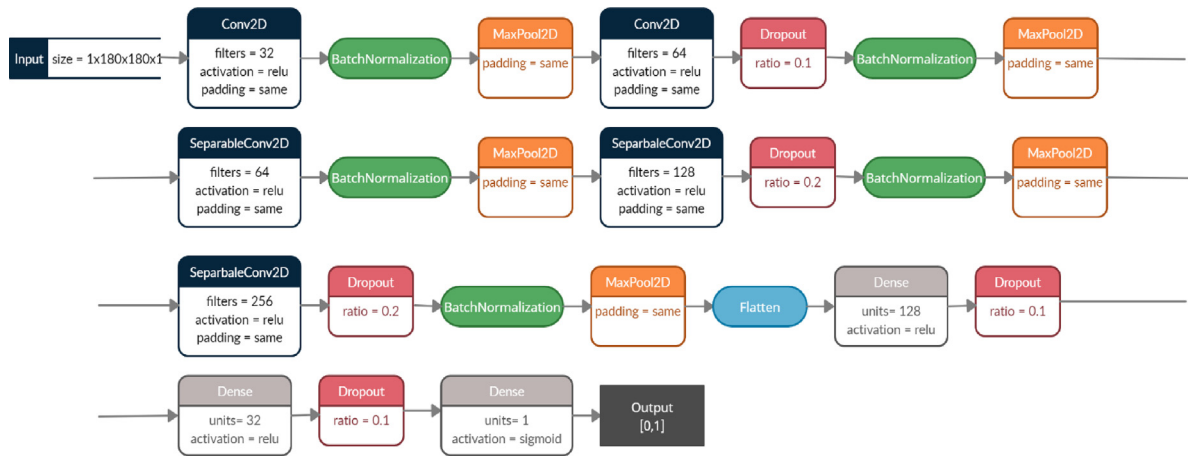 Input
size = 1x180x180x1
Conv2D
filters = 32
activation = relu
padding = same
BatchNormalization
MaxPool2D
padding = same
Conv2D
filters = 64
activation = relu
padding = same
Dropout
ratio = 0.1
BatchNormalization
MaxPool2D
padding = same
SeparableConv2D
filters = 64
activation = relu
padding = same
BatchNormalization
MaxPool2D
padding = same
SeparbaleConv2D
filters = 128
activation = relu
padding = same
Dropout
ratio = 0.2
BatchNormalization
MaxPool2D
padding = same
SeparbaleConv2D
filters = 256
activation = relu
padding = same
Dropout
ratio = 0.2
BatchNormalization
MaxPool2D
padding = same
Flatten
Dense
units= 128
activation = relu
Dropout
ratio = 0.1
Dense
units= 32
activation = relu
Dropout
ratio = 0.1
Dense
units= 1
activation = sigmoid
Output
[0,1]